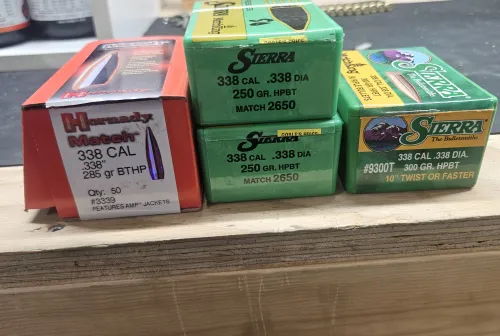 Hornady
Match
338 CAL
.338"
285 gr BTHP
Qty: 50
#3339
FEATURES AMP JACKETS
SIERRA
338 CAL .338 DIA
250 GR. HPBT
MATCH 2650
SIERRA
338 CAL .338 DIA
250 GR. HPBT
MATCH 2650
SIERRA
SIERRA
The Bulletsmiths
#9300T
338 CAL .338 DIA.
300 GR. HPBT
10" TWIST OR FASTER